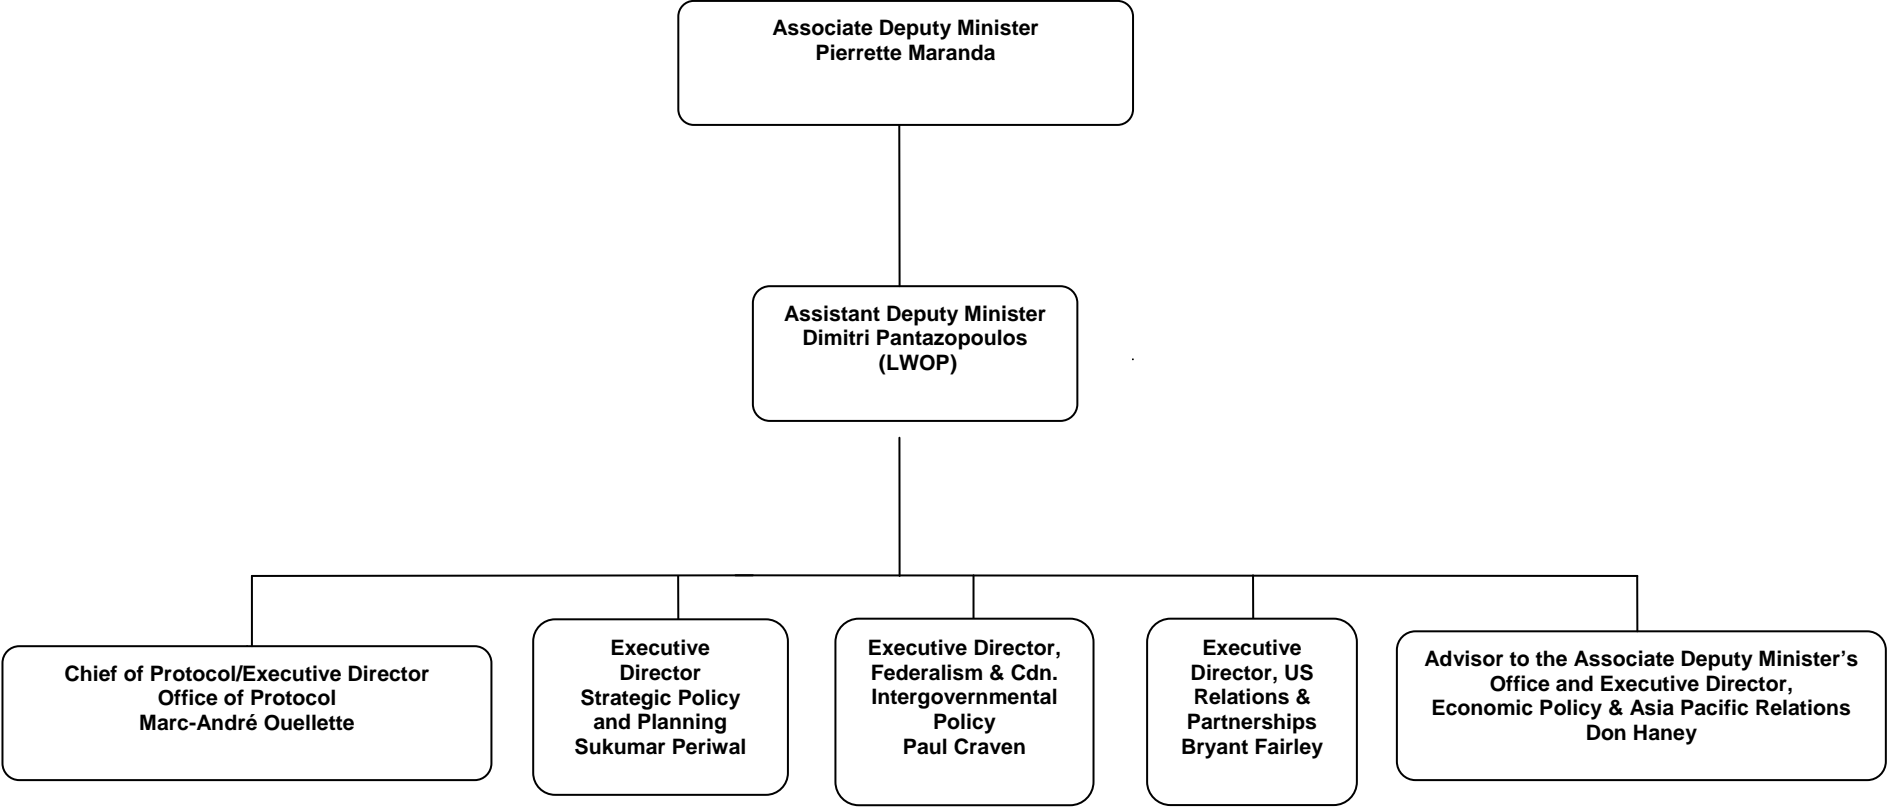 Associate Deputy Minister
Pierrette Maranda
Assistant Deputy Minister
Dimitri Pantazopoulos
(LWOP)
Chief of Protocol/Executive Director
Office of Protocol
Marc-André Ouellette
Executive
Director
Strategic Policy
and Planning
Sukumar Periwal
Executive Director,
Federalism & Cdn.
Intergovernmental
Policy
Paul Craven
Executive
Director, US
Relations &
Partnerships
Bryant Fairley
Advisor to the Associate Deputy Minister’s
Office and Executive Director,
Economic Policy & Asia Pacific Relations
Don Haney